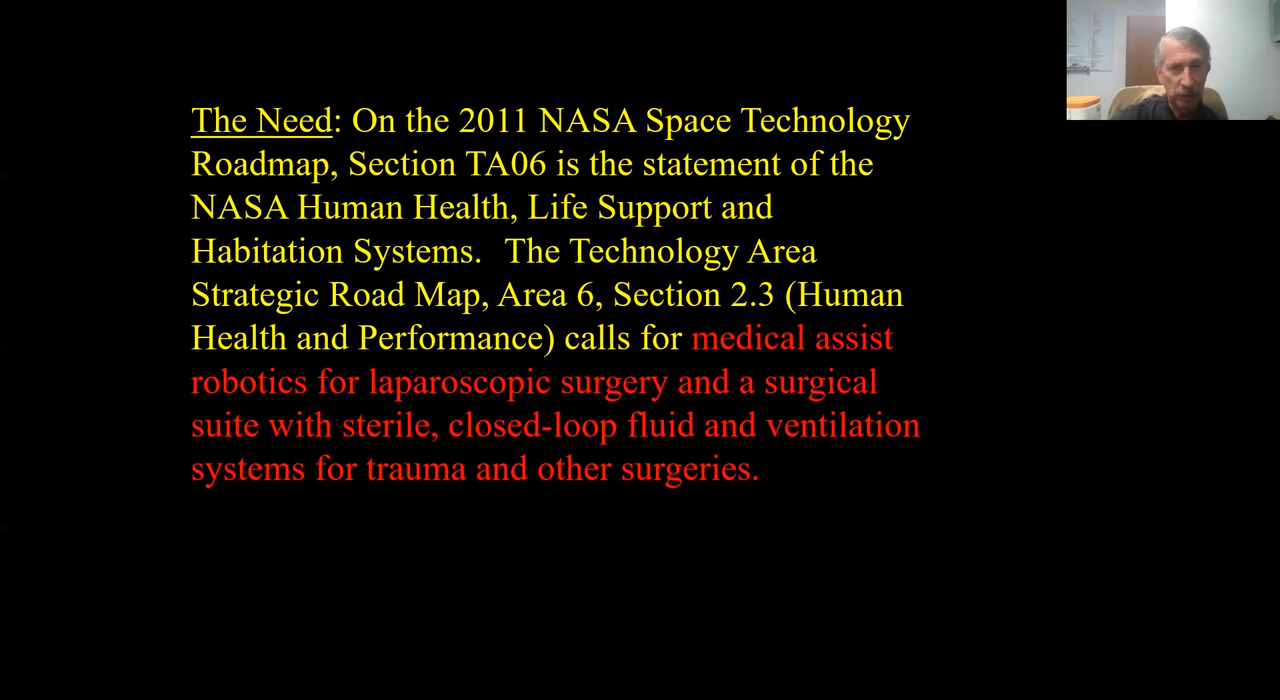 The Need: On the 2011 NASA Space Technology
Roadmap, Section TA06 is the statement of the
NASA Human Health, Life Support and
Habitation Systems. The Technology Area
Strategic Road Map, Area 6, Section 2.3 (Human
Health and Performance) calls for medical assist
robotics for laparoscopic surgery and a surgical
suite with sterile, closed-loop fluid and ventilation
systems for trauma and other surgeries.